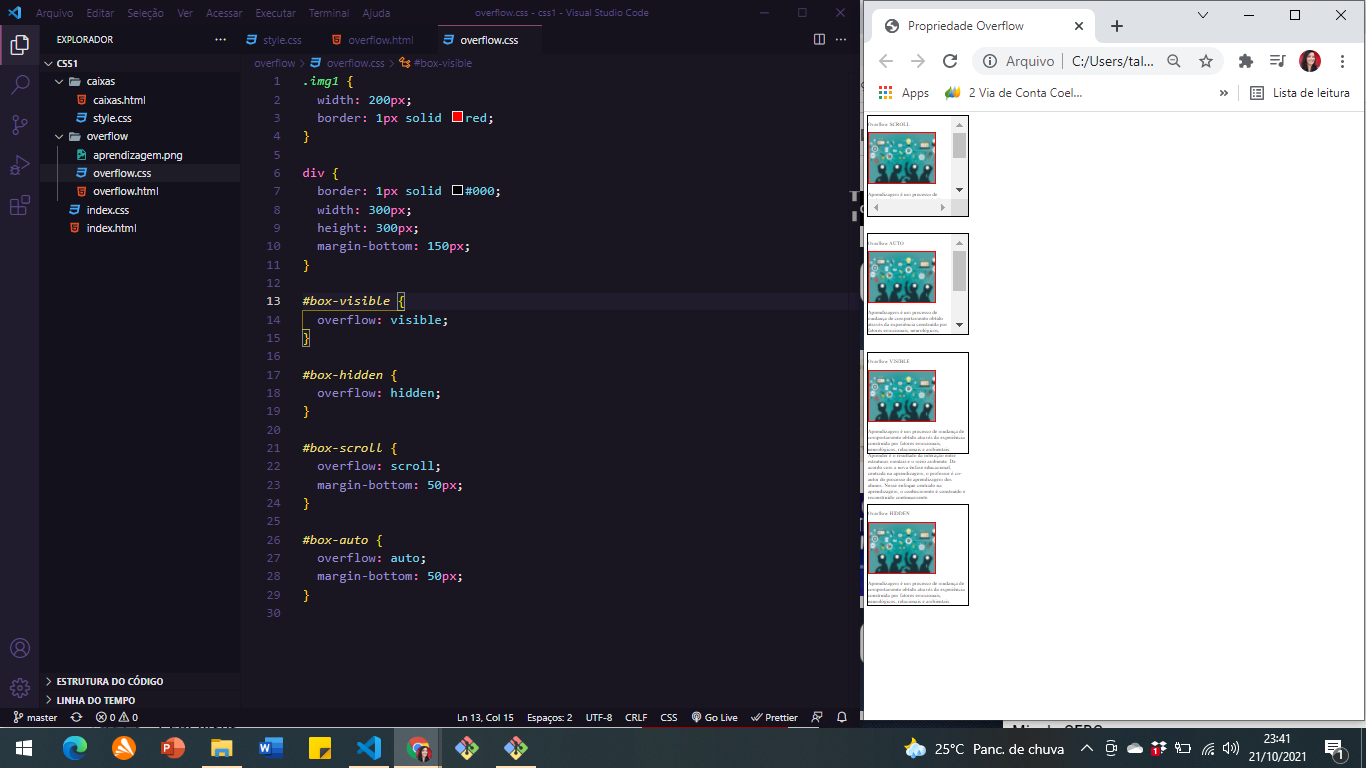 Arquivo Editar Seleção Ver Acessar Executar Terminal Ajuda overflow.css - css1 - Visual Studio Code
EXPLORADOR
CSS1
caixas
caixas.html
style.css
overflow
aprendizagem.png
overflow.css
overflow.html
index.css
index.html
ESTRUTURA DO CÓDIGO
LINHA DO TEMPO
style.css overflow.html overflow.css
overflow > overflow.css > #box-visible
1 .img1 {
2 width: 200px;
3 border: 1px solid red;
4 }
5
6 div {
7 border: 1px solid #000;
8 width: 300px;
9 height: 300px;
10 margin-bottom: 150px;
11 }
12
13 #box-visible {
14 overflow: visible;
15 }
16
17 #box-hidden {
18 overflow: hidden;
19 }
20
21 #box-scroll {
22 overflow: scroll;
23 margin-bottom: 50px;
24 }
25
26 #box-auto {
27 overflow: auto;
28 margin-bottom: 50px;
29 }
30
master 0 0 Ln 13, Col 15 Espaços: 2 UTF-8 CRLF CSS Go Live Prettier
Propriedade Overflow
Arquivo C:/Users/tal...
Apps 2 Via de Conta Coel... » Lista de leitura
Overflow SCROLL
Aprendizagem é um processo de
Overflow AUTO
Aprendizagem é um processo de
mudança de comportamento obtido
através da experiência construída por
fatores emocionais, neurológicos,
Overflow VISIBLE
Aprendizagem é um processo de mudança de
comportamento obtido através da experiência
construída por fatores emocionais,
neurológicos, relacionais e ambientais.
Aprender é o resultado da interação entre
estruturas mentais e o meio ambiente. De
acordo com a nova ênfase educacional,
centrada na aprendizagem, o professor é co-
autor do processo de aprendizagem dos
alunos. Nesse enfoque centrado na
aprendizagem, o conhecimento é construído e
reconstruído continuamente.
Overflow HIDDEN
Aprendizagem é um processo de mudança de
comportamento obtido através da experiência
construída por fatores emocionais,
neurológicos, relacionais e ambientais.
25°C Panc. de chuva 23:41
21/10/2021
1